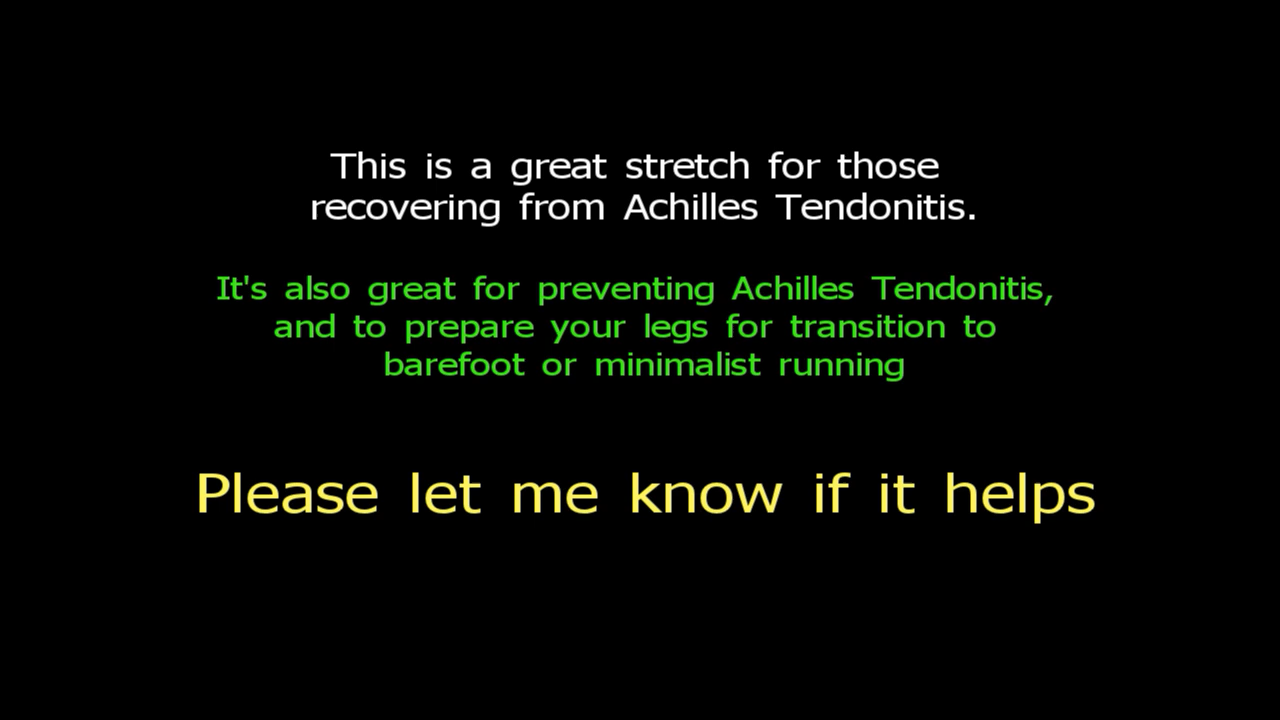 This is a great stretch for those
recovering from Achilles Tendonitis.
It's also great for preventing Achilles Tendonitis,
and to prepare your legs for transition to
barefoot or minimalist running
Please let me know if it helps